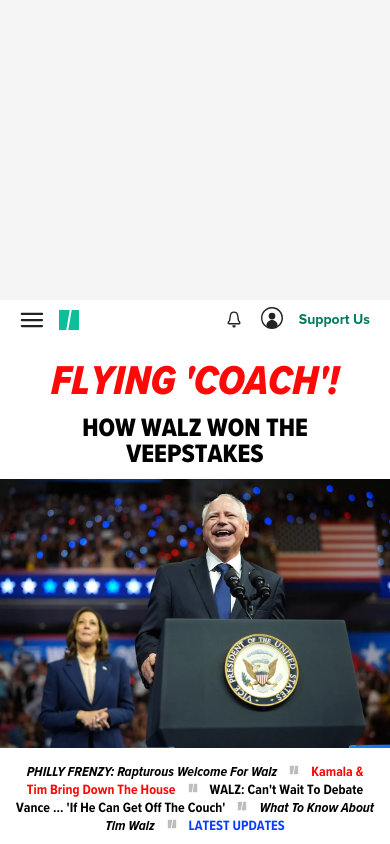 Support Us
FLYING 'COACH'!
HOW WALZ WON THE
VEEPSTAKES
VICE PRESIDENT OF THE UNITED STATES
PHILLY FRENZY: Rapturous Welcome For Walz Kamala &
Tim Bring Down The House WALZ: Can't Wait To Debate
Vance ... 'If He Can Get Off The Couch' What To Know About
Tim Walz LATEST UPDATES